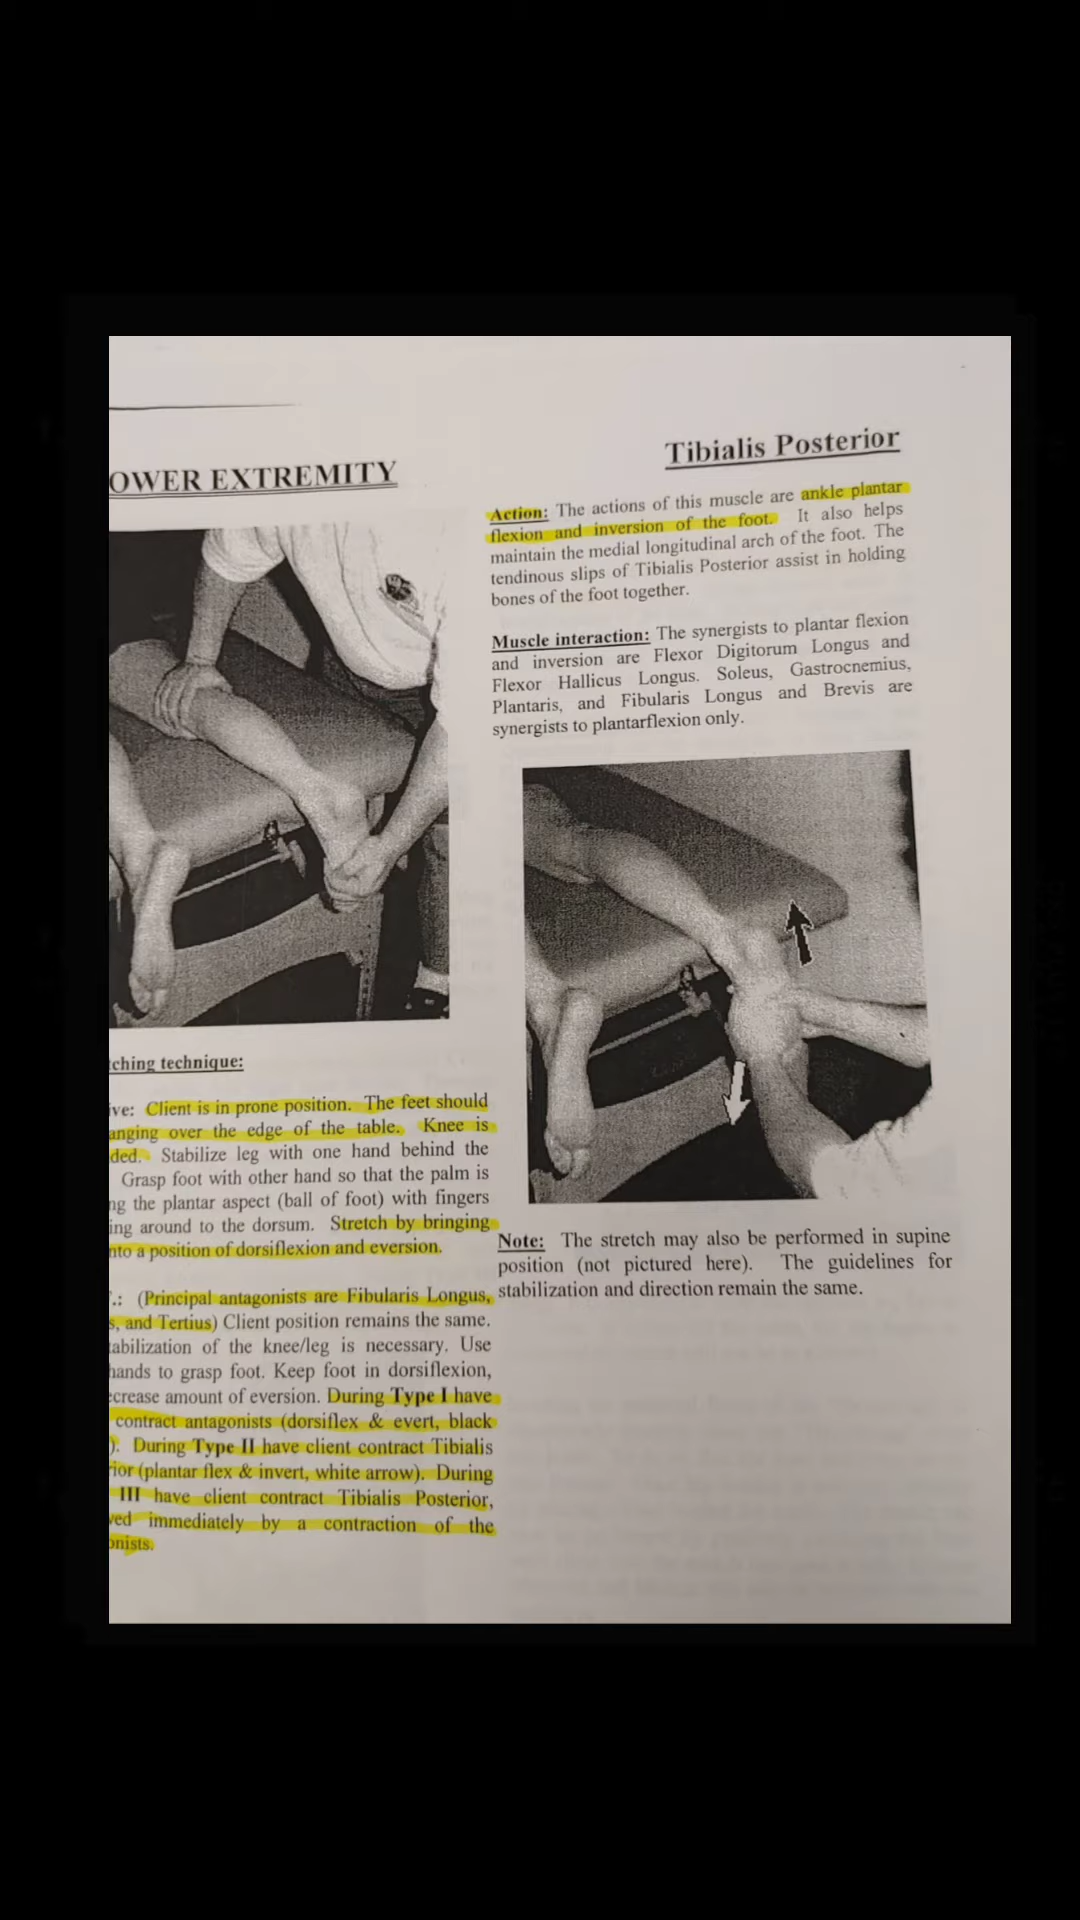 OWER EXTREMITY
ching technique:
ive: Client is in prone position. The feet should
anging over the edge of the table. Knee is
ded. Stabilize leg with one hand behind the
Grasp foot with other hand so that the palm is
ng the plantar aspect (ball of foot) with fingers
ing around to the dorsum. Stretch by bringing
nto a position of dorsiflexion and eversion.
.: (Principal antagonists are Fibularis Longus,
s, and Tertius) Client position remains the same.
abilization of the knee/leg is necessary. Use
hands to grasp foot. Keep foot in dorsiflexion,
crease amount of eversion. During Type I have
contract antagonists (dorsiflex & evert, black
). During Type II have client contract Tibialis
ior (plantar flex & invert, white arrow). During
III have client contract Tibialis Posterior,
ved immediately by a contraction of the
onists.
Tibialis Posterior
Action: The actions of this muscle are ankle plantar
flexion and inversion of the foot. It also helps
maintain the medial longitudinal arch of the foot. The
tendinous slips of Tibialis Posterior assist in holding
bones of the foot together.
Muscle interaction: The synergists to plantar flexion
and inversion are Flexor Digitorum Longus and
Flexor Hallicus Longus. Soleus, Gastrocnemius,
Plantaris, and Fibularis Longus and Brevis are
synergists to plantarflexion only.
Note: The stretch may also be performed in supine
position (not pictured here). The guidelines for
stabilization and direction remain the same.